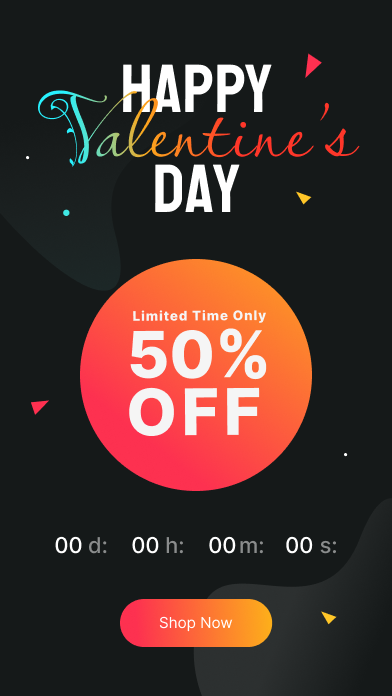 HAPPY
Valentine's
DAY
Limited Time Only
50%
OFF
00 d: 00 h: 00 m: 00 s:
Shop Now